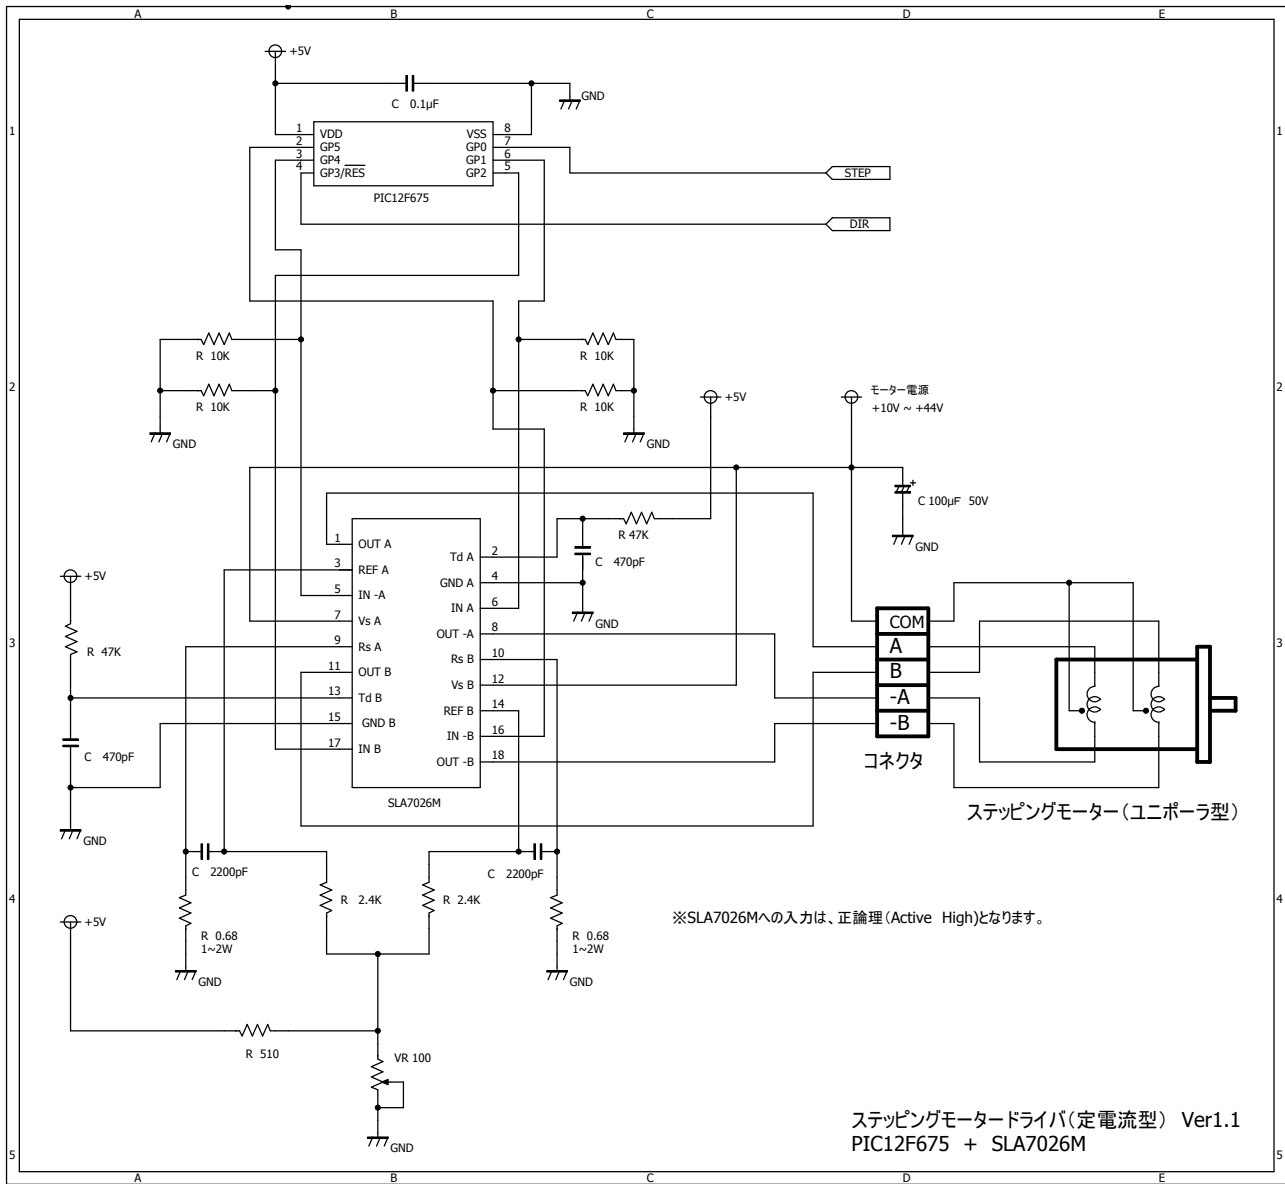 A B C D E
+5V
C 0.1μF
GND
1 1
1 VDD VSS 8
2 GP5 GP0 7
3 GP4 GP1 6
4 GP3/RES GP2 5
PIC12F675
STEP
DIR
R 10K R 10K
2 2
R 10K R 10K
GND GND
+5V
モーター電源
+10V ~ +44V
C 100μF 50V
GND
R 47K
C 470pF
GND
1 OUT A
3 REF A
5 IN -A
7 Vs A
9 Rs A
11 OUT B
13 Td B
15 GND B
17 IN B
Td A 2
GND A 4
IN A 6
OUT -A 8
Rs B 10
Vs B 12
REF B 14
IN -B 16
OUT -B 18
SLA7026M
+5V
3 3
R 47K
C 470pF
GND
COM
A
B
-A
-B
コネクタ
ステッピングモーター(ユニポーラ型)
C 2200pF C 2200pF
R 2.4K R 2.4K
4 4
※SLA7026Mへの入力は、正論理(Active High)となります。
+5V
R 0.68
1~2W
GND
R 0.68
1~2W
GND
R 510
VR 100
GND
ステッピングモータードライバ(定電流型) Ver1.1
PIC12F675 + SLA7026M
5 5
A B C D E